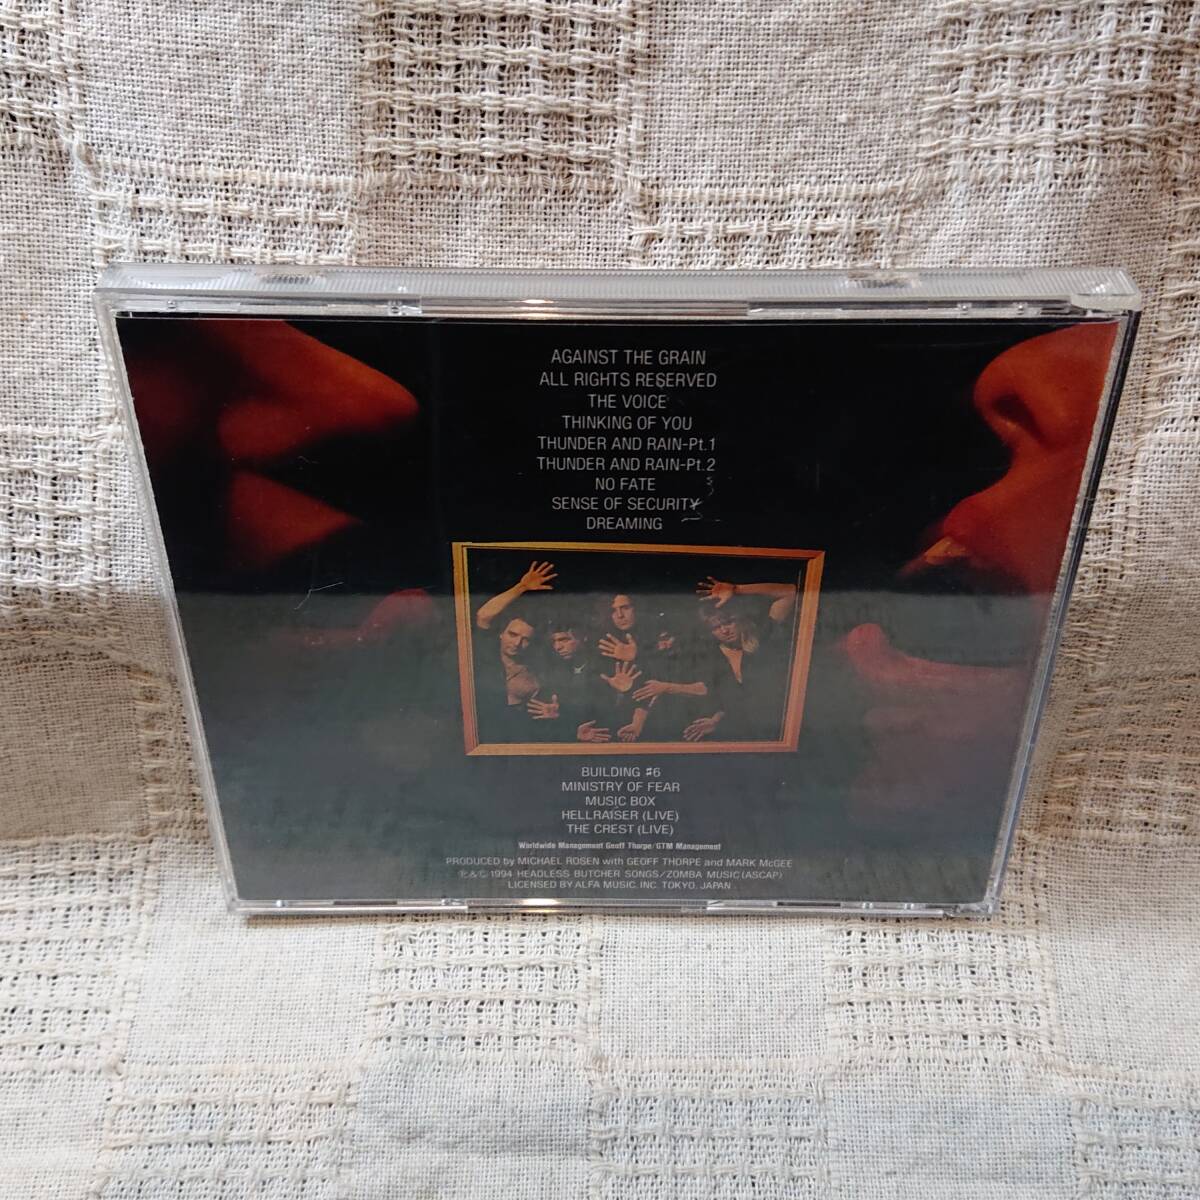 AGAINST THE GRAIN
ALL RIGHTS RESERVED
THE VOICE
THINKING OF YOU
THUNDER AND RAIN-Pt.1
THUNDER AND RAIN-Pt.2
NO FATE
SENSE OF SECURITY
DREAMING
BUILDING #6
MINISTRY OF FEAR
MUSIC BOX
HELLRAISER (LIVE)
THE CREST (LIVE)
Worldwide Management Geoff Thorpe/GTM Management
PRODUCED by MICHAEL ROSEN with GEOFF THORPE and MARK McGEE
℗&© 1994 HEADLESS BUTCHER SONGS/ZOMBA MUSIC (ASCAP)
LICENSED BY ALFA MUSIC, INC. TOKYO, JAPAN